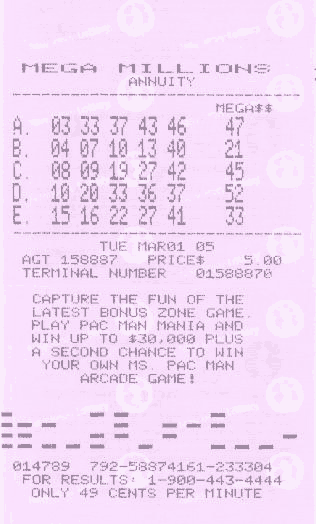 MEGA MILLIONS
ANNUITY
MEGA$$
A. 03 33 37 43 46 47
B. 04 07 10 13 40 21
C. 08 09 19 27 42 45
D. 10 20 33 36 37 52
E. 15 16 22 27 41 33
TUE MAR01 05
AGT 158887 PRICE$ 5.00
TERMINAL NUMBER 01588870
CAPTURE THE FUN OF THE
LATEST BONUS ZONE GAME.
PLAY PAC MAN MANIA AND
WIN UP TO $30,000 PLUS
A SECOND CHANCE TO WIN
YOUR OWN MS. PAC MAN
ARCADE GAME!
014789 792-58874161-233304
FOR RESULTS: 1-900-443-4444
ONLY 49 CENTS PER MINUTE